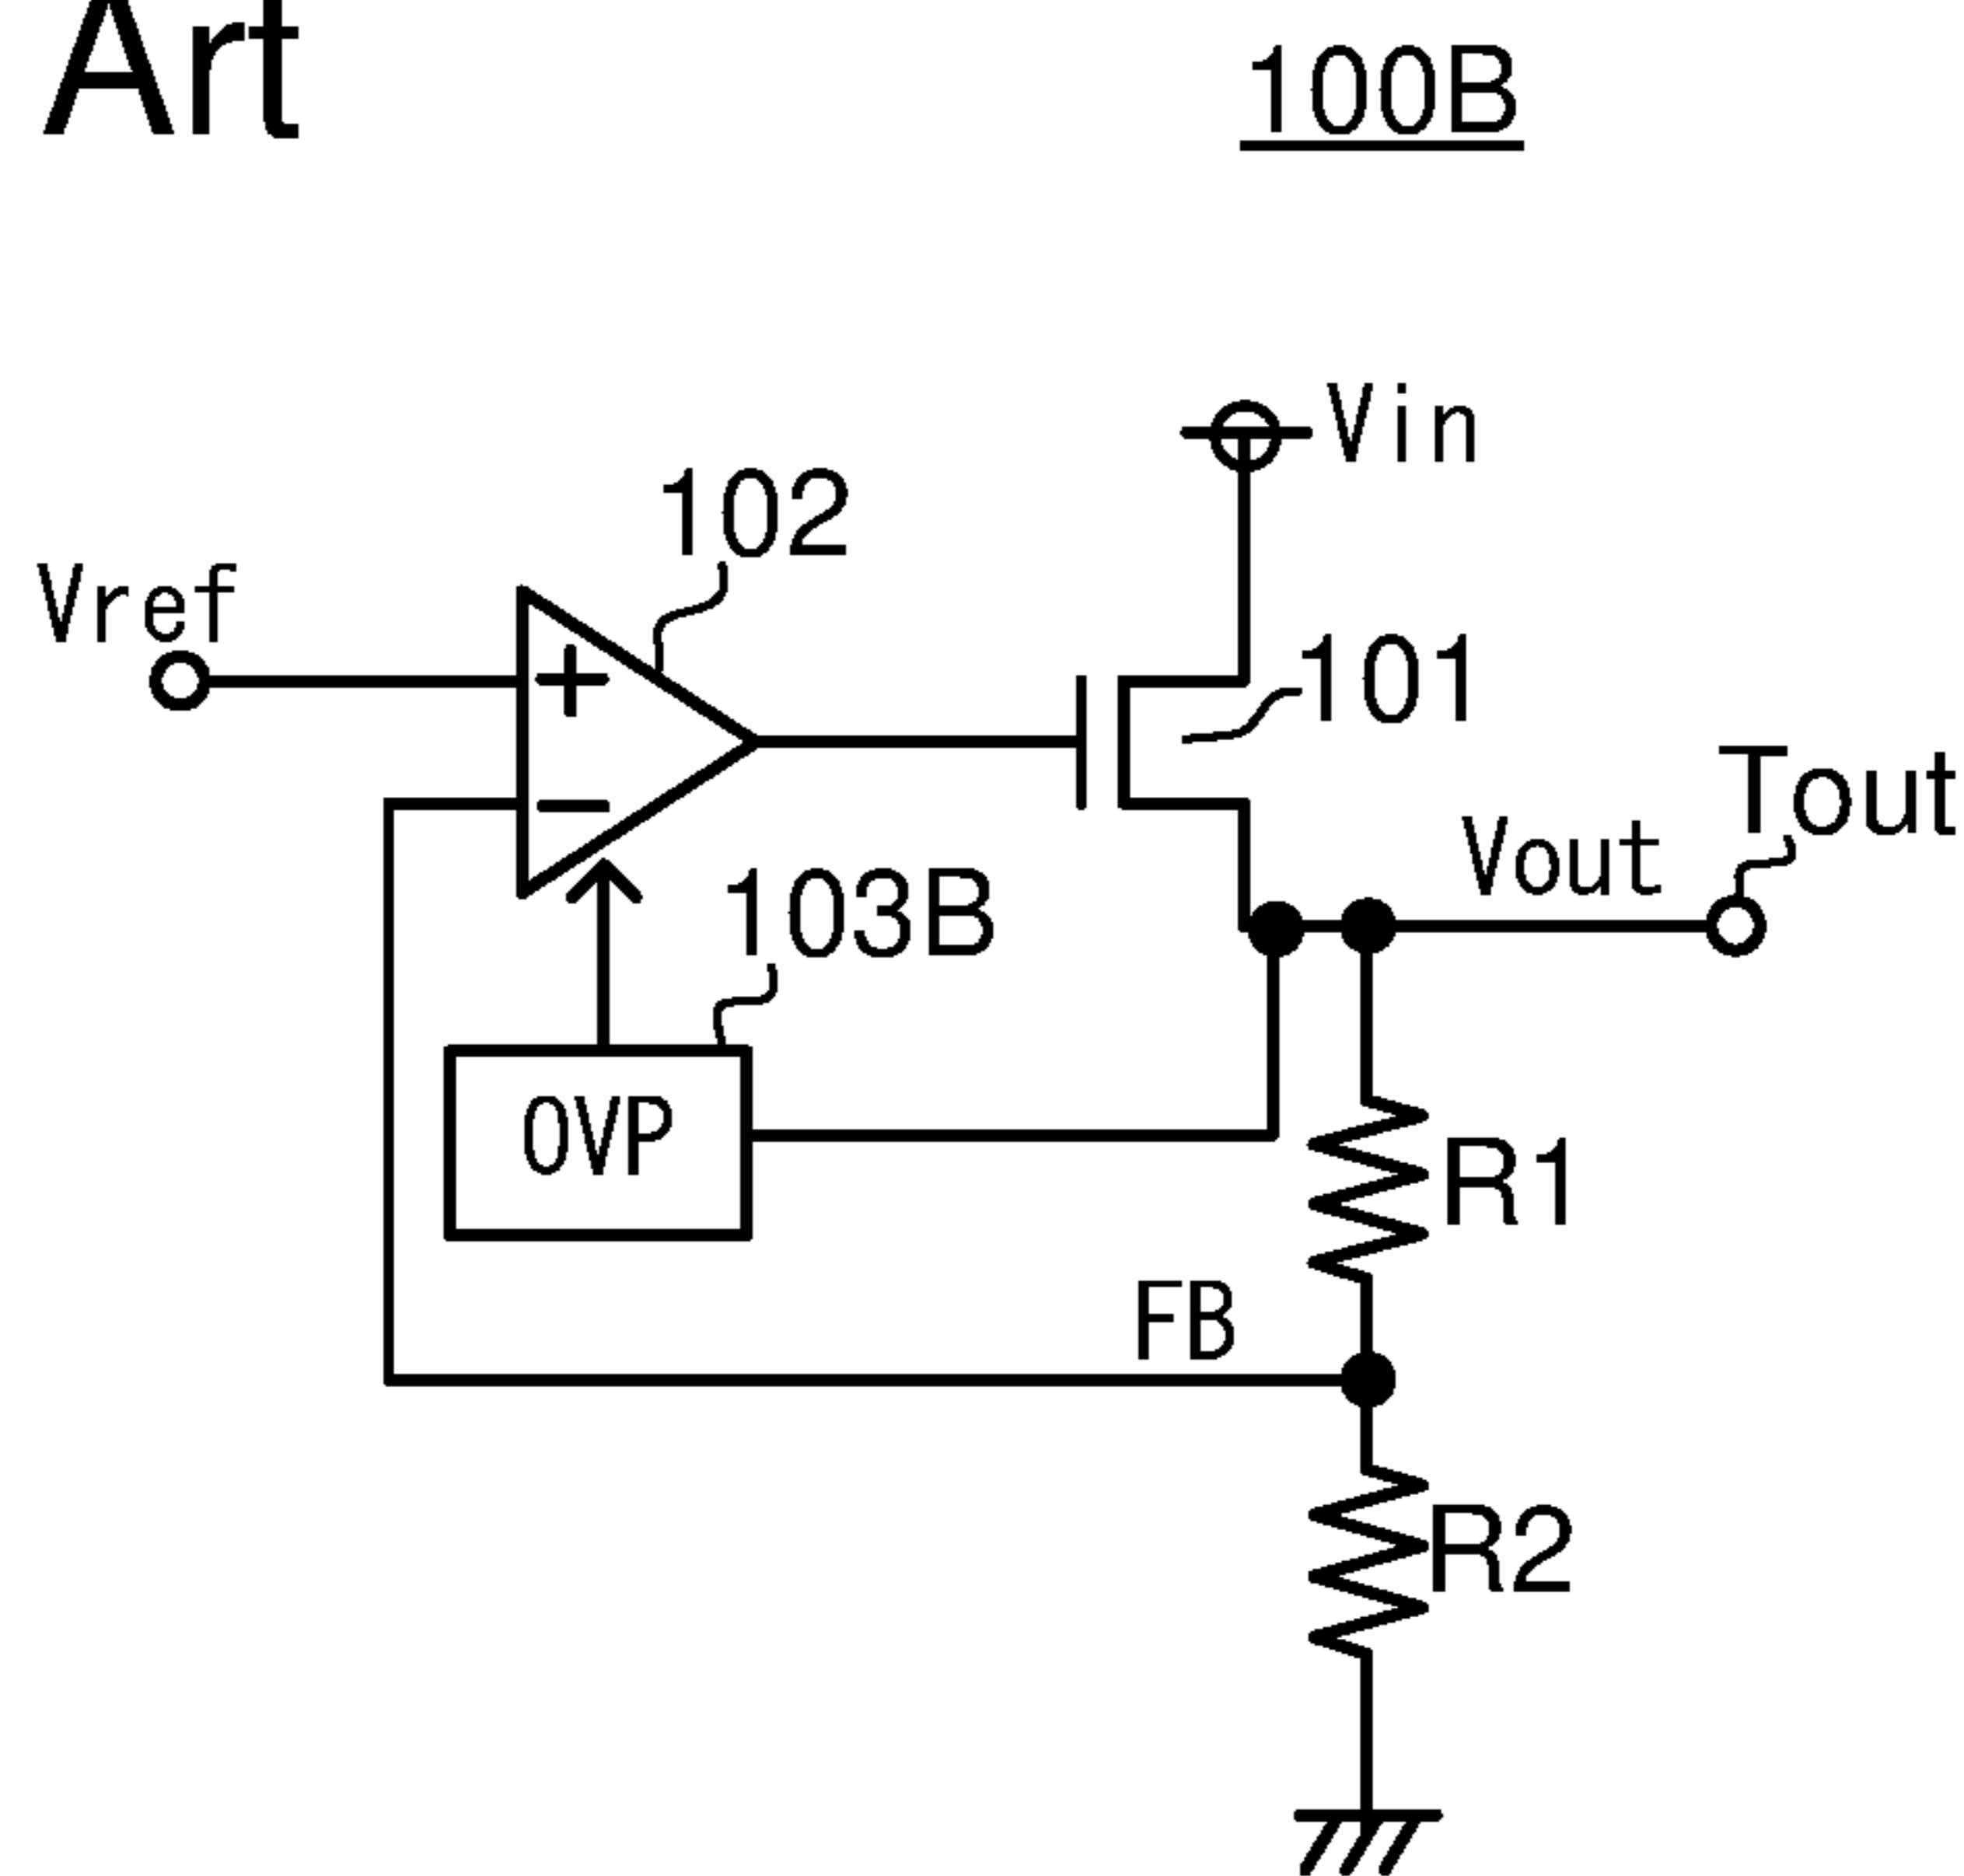 Art
100B
Vin
102
Vref
+
101
Tout
Vout
−
103B
OVP
R1
FB
R2